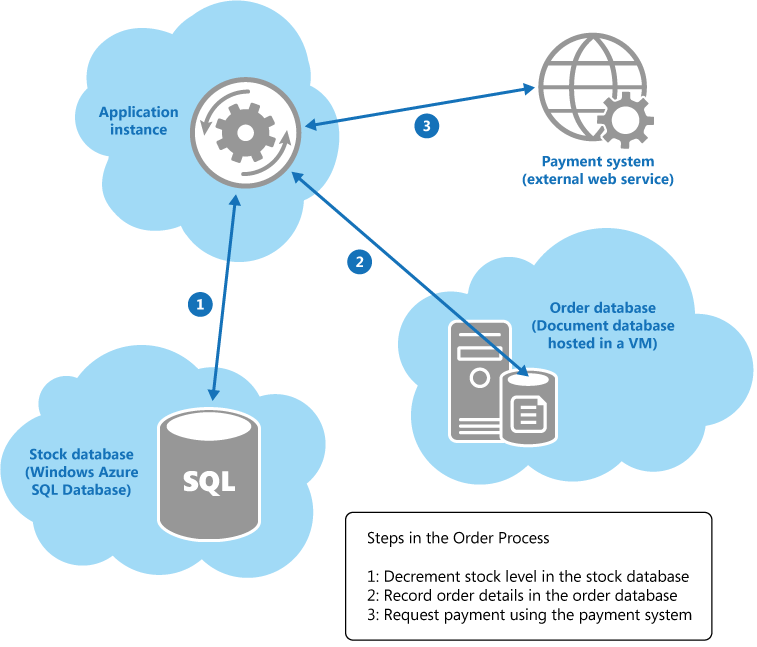 Application
instance
3
Payment system
(external web service)
2
1
Order database
(Document database
hosted in a VM)
Stock database
(Windows Azure
SQL Database)
SQL
Steps in the Order Process
1: Decrement stock level in the stock database
2: Record order details in the order database
3: Request payment using the payment system